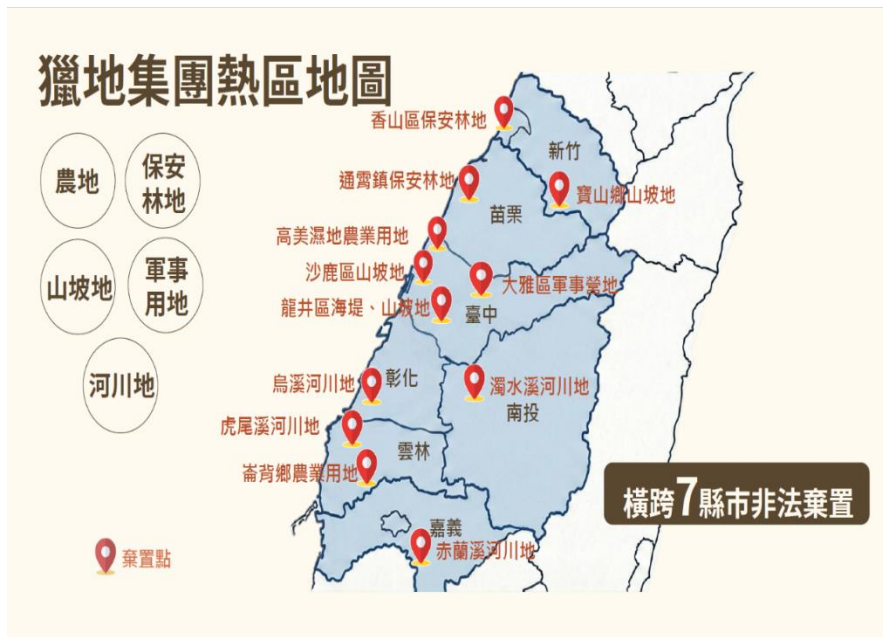 獵地集團熱區地圖
農地
保安
林地
山坡地
軍事
用地
河川地
香山區保安林地
新竹
通霄鎮保安林地
寶山鄉山坡地
苗栗
高美濕地農業用地
沙鹿區山坡地
大雅區軍事營地
龍井區海堤、山坡地
臺中
烏溪河川地
彰化
濁水溪河川地
南投
虎尾溪河川地
雲林
崙背鄉農業用地
橫跨7縣市非法棄置
嘉義
赤蘭溪河川地
棄置點